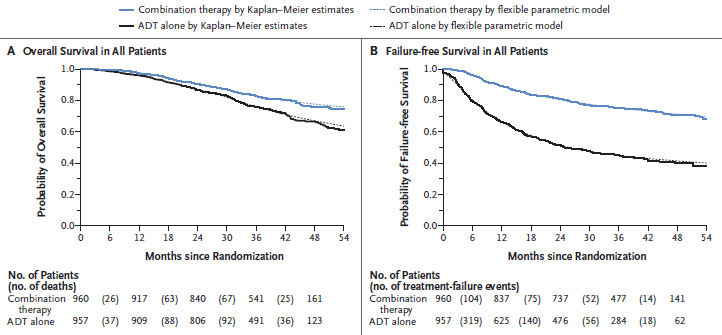 Combination therapy by Kaplan–Meier estimates
Combination therapy by flexible parametric model
ADT alone by Kaplan–Meier estimates
ADT alone by flexible parametric model
A Overall Survival in All Patients
Probability of Overall Survival
1.0
0.8
0.6
0.4
0.2
0.0
0 6 12 18 24 30 36 42 48 54
Months since Randomization
No. of Patients
(no. of deaths)
Combination therapy 960 (26) 917 (63) 840 (67) 541 (25) 161
ADT alone 957 (37) 909 (88) 806 (92) 491 (36) 123
B Failure-free Survival in All Patients
Probability of Failure-free Survival
1.0
0.8
0.6
0.4
0.2
0.0
0 6 12 18 24 30 36 42 48 54
Months since Randomization
No. of Patients
(no. of treatment-failure events)
Combination therapy 960 (104) 837 (75) 737 (52) 477 (14) 141
ADT alone 957 (319) 625 (140) 476 (56) 284 (18) 62